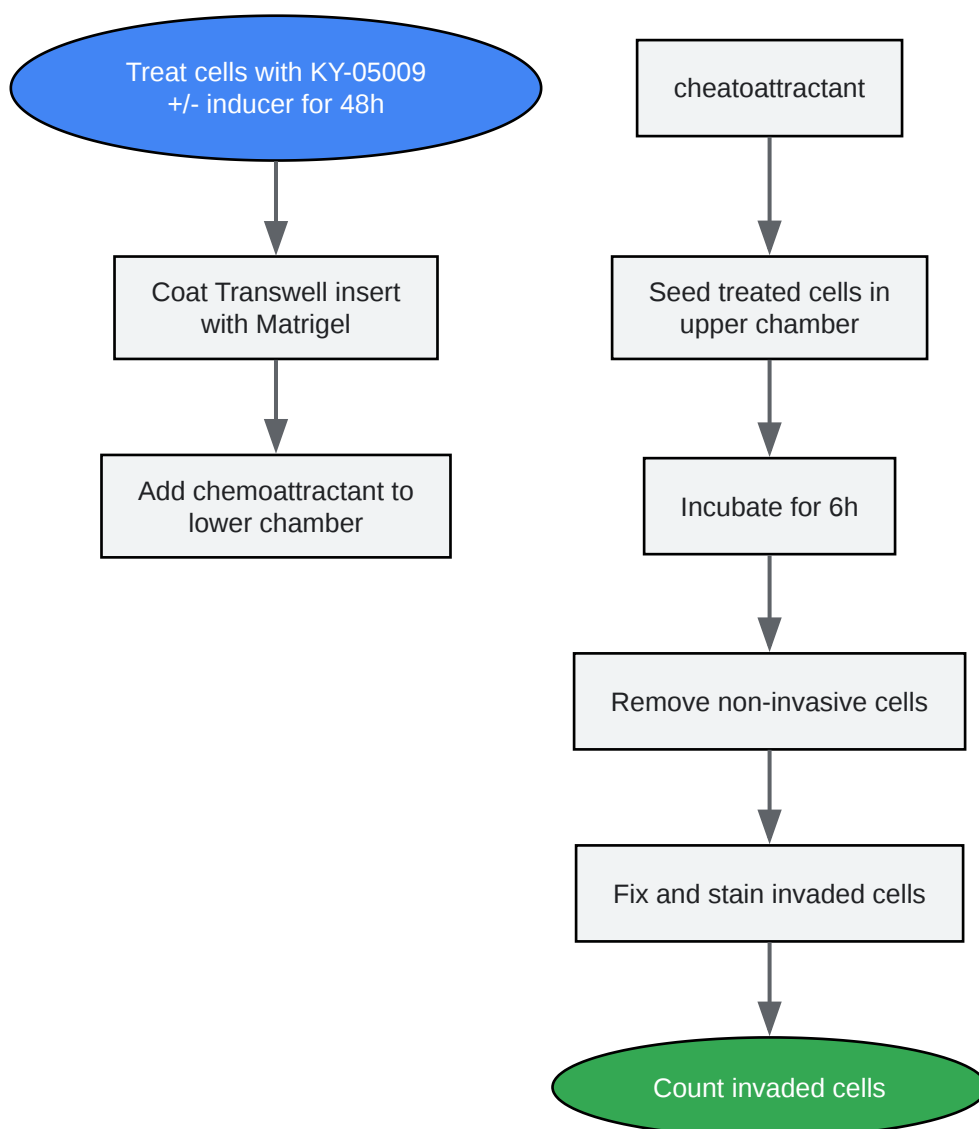 Treat cells with KY-05009
+/- inducer for 48h
Coat Transwell insert
with Matrigel
Add chemoattractant to
lower chamber
cheatoattractant
Seed treated cells in
upper chamber
Incubate for 6h
Remove non-invasive cells
Fix and stain invaded cells
Count invaded cells